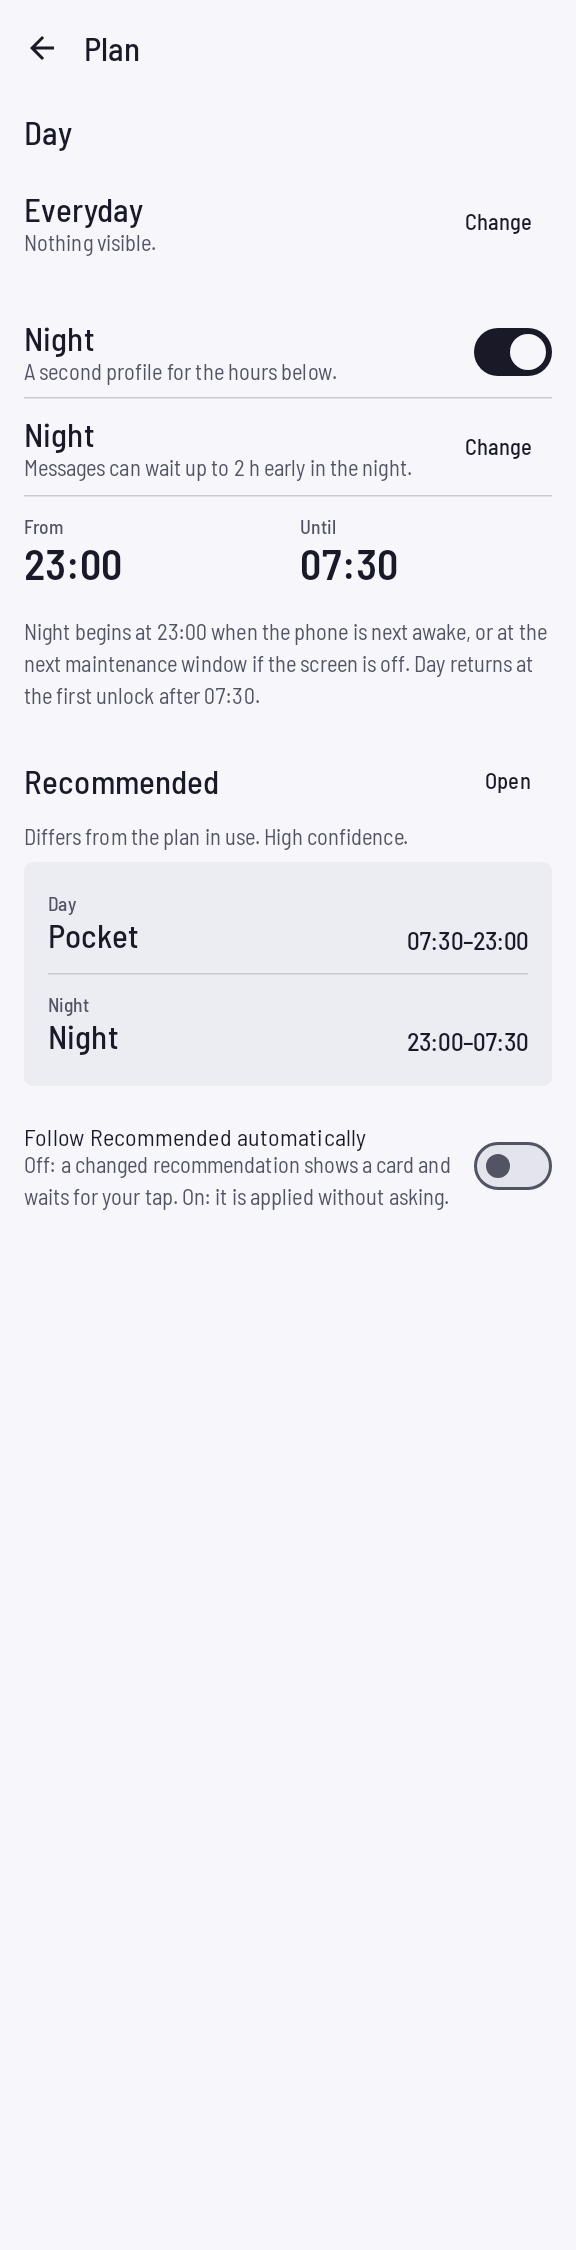 Plan
Day
Everyday
Change
Nothing visible.
Night
A second profile for the hours below.
Night
Change
Messages can wait up to 2 h early in the night.
From
Until
23:00
07:30
Night begins at 23:00 when the phone is next awake, or at the
next maintenance window if the screen is off. Day returns at
the first unlock after 07:30.
Recommended
Open
Differs from the plan in use. High confidence.
Day
Pocket
07:30–23:00
Night
Night
23:00–07:30
Follow Recommended automatically
Off: a changed recommendation shows a card and
waits for your tap. On: it is applied without asking.